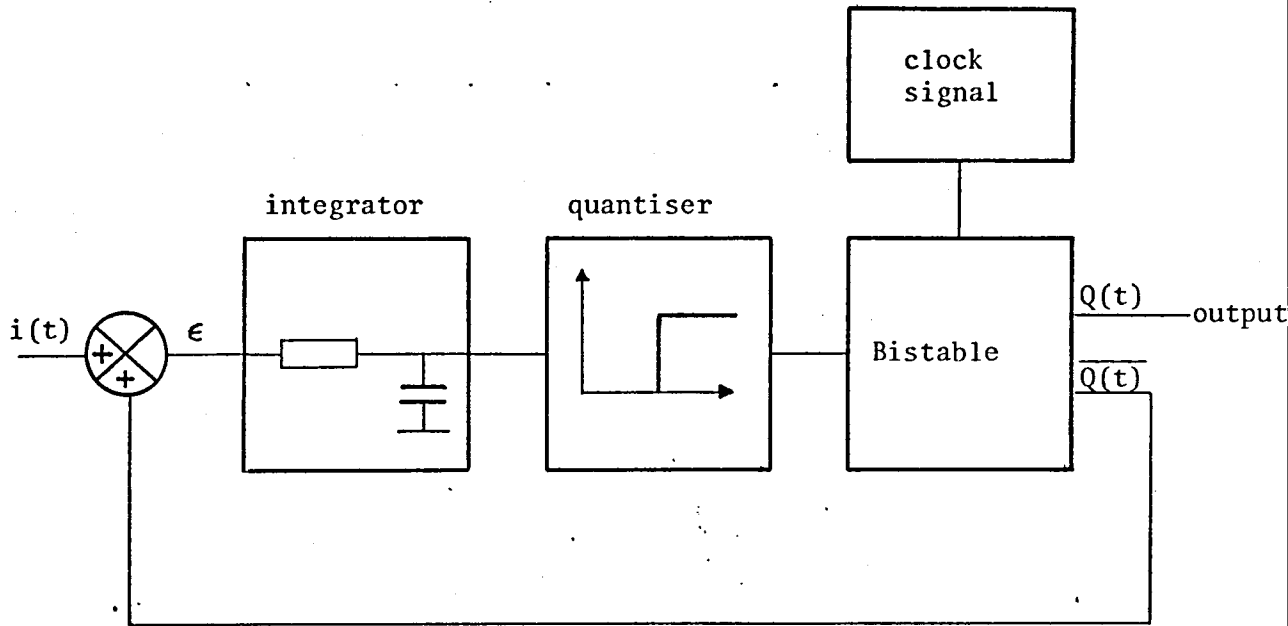 clock
signal
integrator
quantiser
i(t)
+
+
ϵ
Bistable
Q(t)
output
Q̅(̅t̅)̅